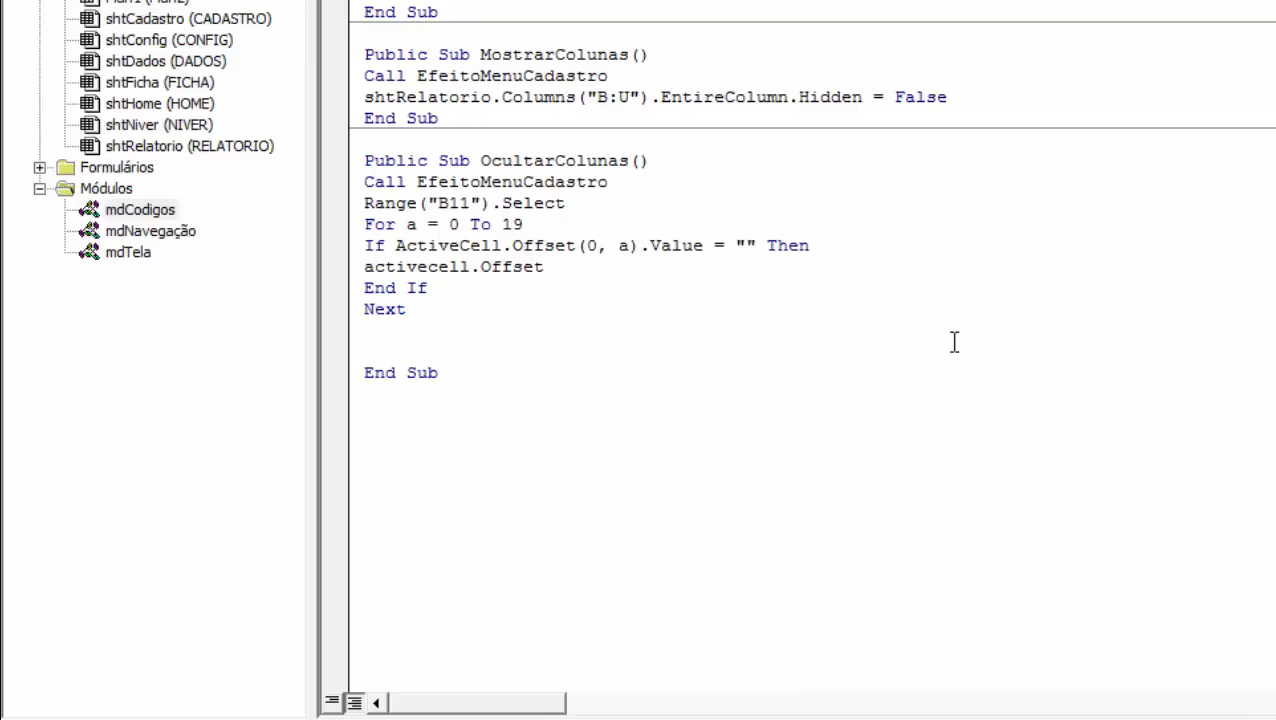 shtCadastro (CADASTRO)
shtConfig (CONFIG)
shtDados (DADOS)
shtFicha (FICHA)
shtHome (HOME)
shtNiver (NIVER)
shtRelatorio (RELATORIO)
Formulários
Módulos
mdCodigos
mdNavegação
mdTela
End Sub
Public Sub MostrarColunas()
Call EfeitoMenuCadastro
shtRelatorio.Columns("B:U").EntireColumn.Hidden = False
End Sub
Public Sub OcultarColunas()
Call EfeitoMenuCadastro
Range("B11").Select
For a = 0 To 19
If ActiveCell.Offset(0, a).Value = "" Then
activecell.Offset
End If
Next
End Sub